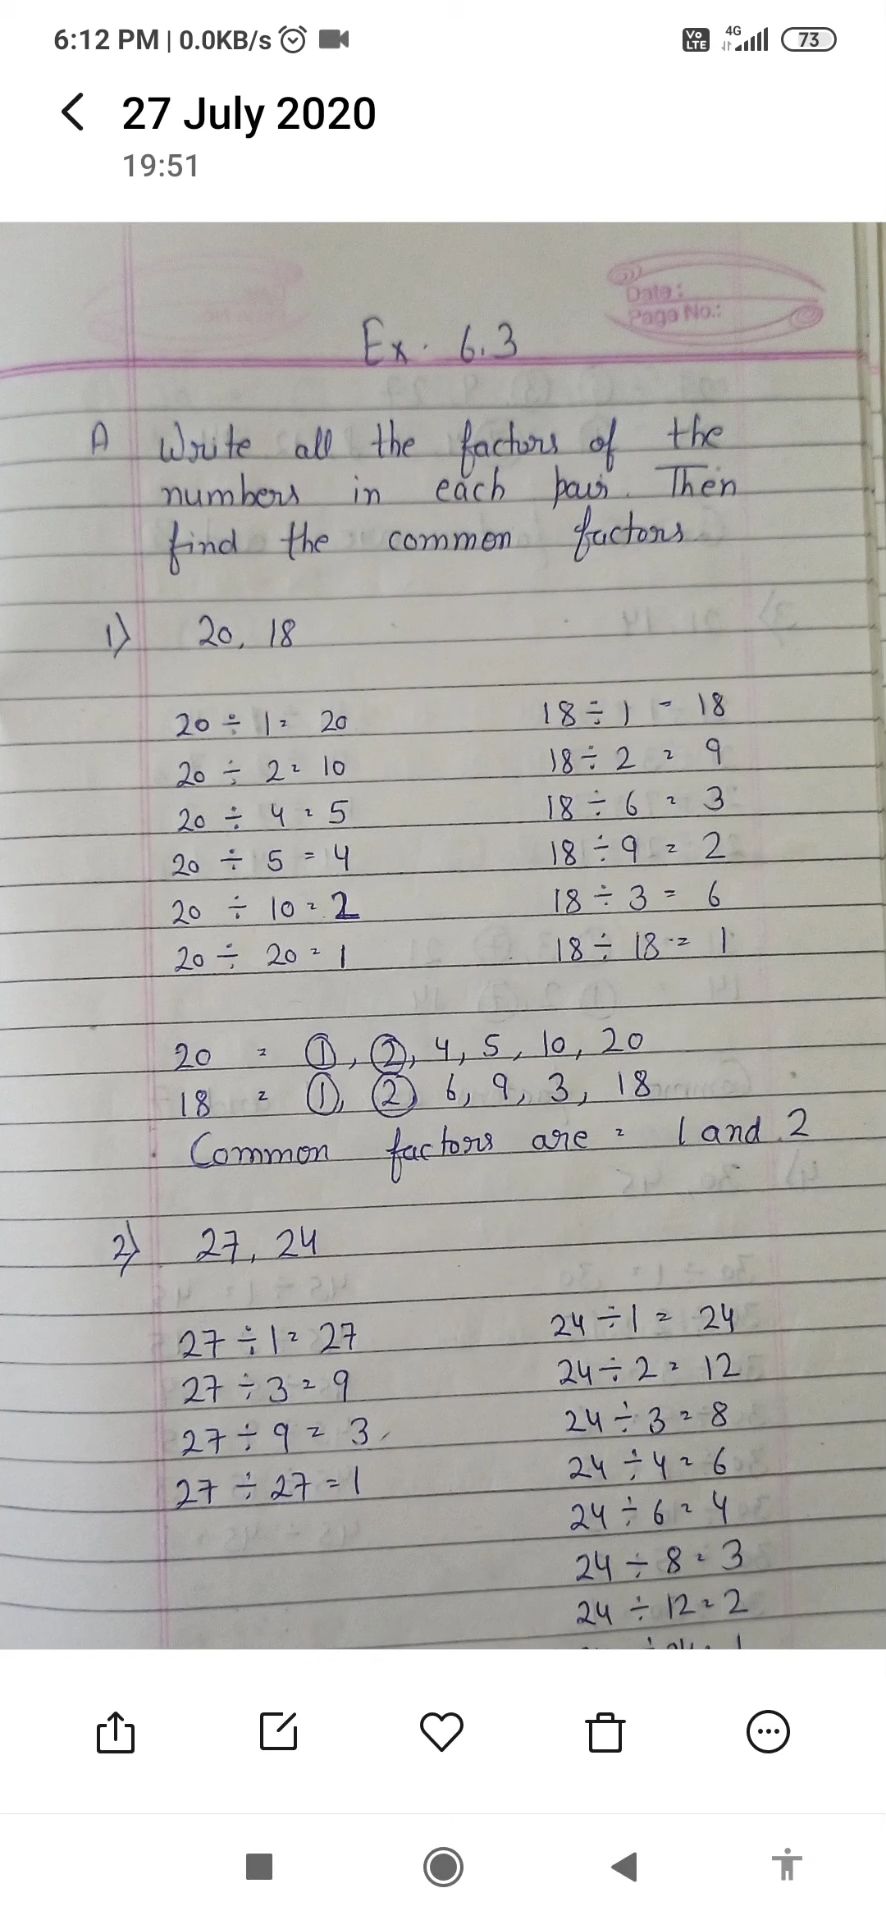 6:12 PM | 0.0KB/s
Vo LTE 4G 73
27 July 2020
19:51
Date:
Page No.:
Ex. 6.3
A Write all the factors of the
numbers in each pair. Then
find the common factors
1) 20, 18
20 ÷ 1 = 20 18 ÷ 1 = 18
20 ÷ 2 = 10 18 ÷ 2 = 9
20 ÷ 4 = 5 18 ÷ 6 = 3
20 ÷ 5 = 4 18 ÷ 9 = 2
20 ÷ 10 = 2 18 ÷ 3 = 6
20 ÷ 20 = 1 18 ÷ 18 = 1
20 = 1, 2, 4, 5, 10, 20
18 = 1, 2 6, 9, 3, 18
Common factors are = 1 and 2
2) 27, 24
27 ÷ 1 = 27 24 ÷ 1 = 24
27 ÷ 3 = 9 24 ÷ 2 = 12
27 ÷ 9 = 3 24 ÷ 3 = 8
27 ÷ 27 = 1 24 ÷ 4 = 6
24 ÷ 6 = 4
24 ÷ 8 = 3
24 ÷ 12 = 2